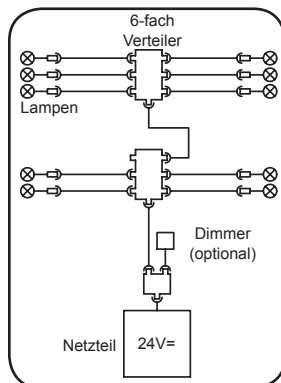 6-fach
Verteiler
Lampen
Dimmer
(optional)
Netzteil
24V=